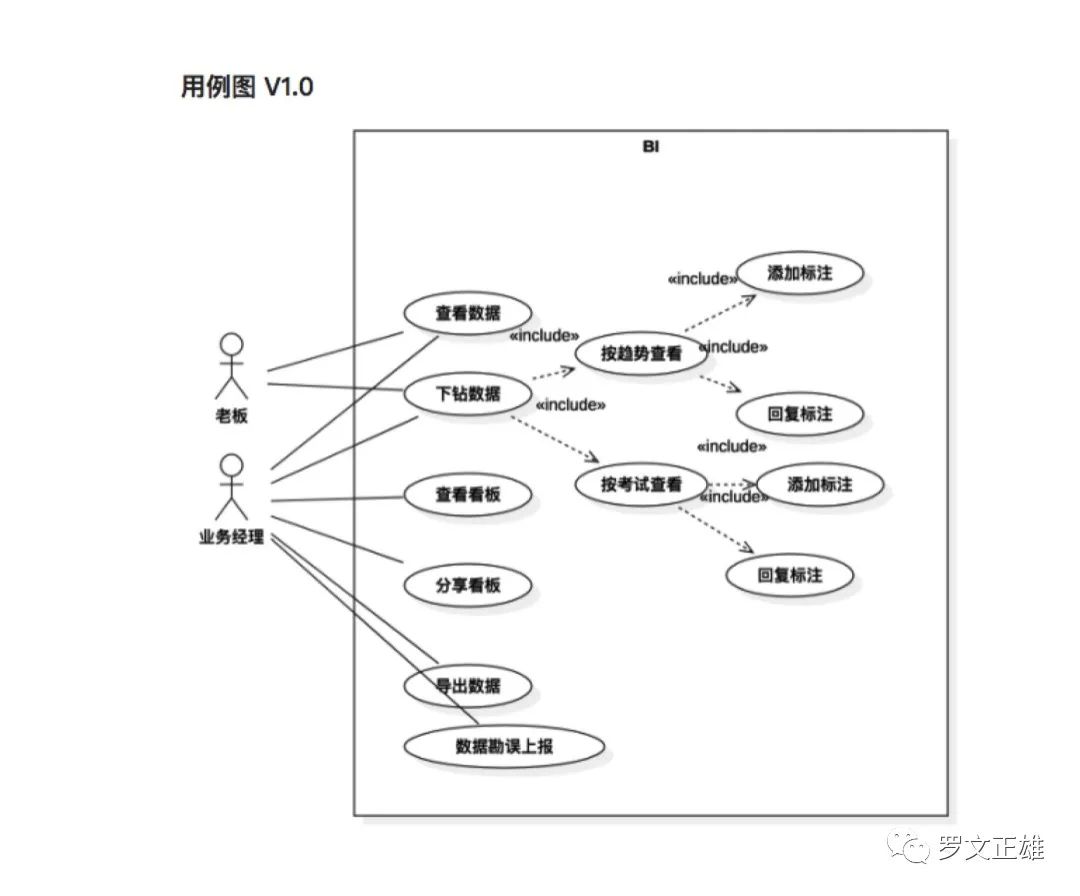 用例图 V1.0
BI
«include»
添加标注
查看数据
«include»
按趋势查看
«include»
老板
下钻数据
«include»
回复标注
«include»
查看看板
按考试查看
«include»
添加标注
业务经理
分享看板
回复标注
导出数据
数据勘误上报
罗文正雄